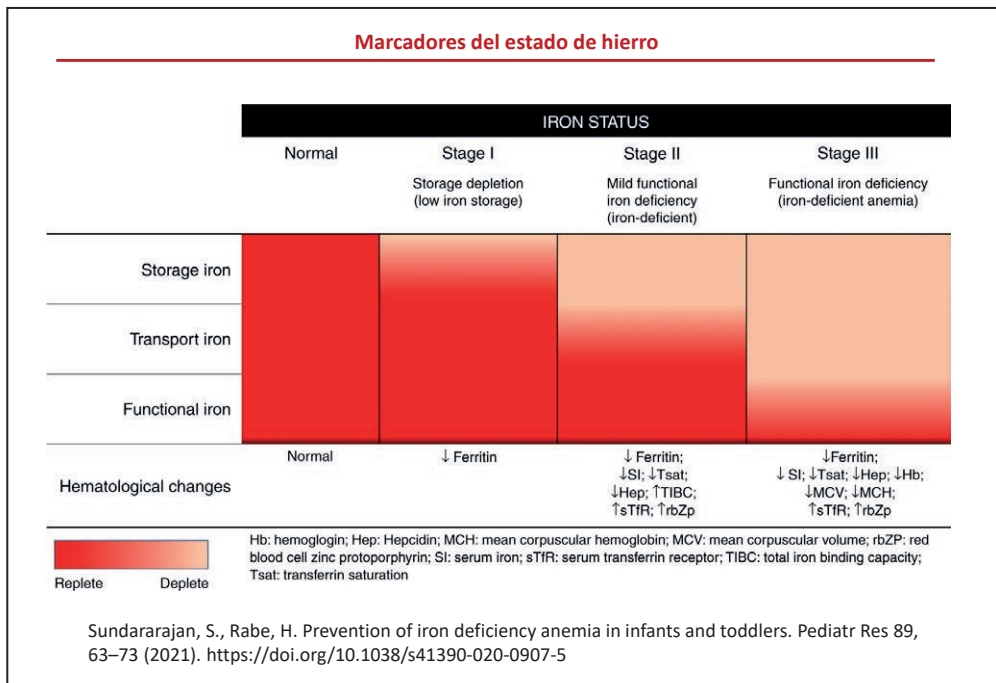 Marcadores del estado de hierro
IRON STATUS
Normal
Stage I
Stage II
Stage III
Storage depletion
(low iron storage)
Mild functional
iron deficiency
(iron-deficient)
Functional iron deficiency
(iron-deficient anemia)
Storage iron
Transport iron
Functional iron
Hematological changes
Normal
↓ Ferritin
↓ Ferritin;
↓SI; ↓Tsat;
↓Hep; ↑TIBC;
↑sTfR; ↑rbZp
↓Ferritin;
↓ SI; ↓Tsat; ↓Hep; ↓Hb;
↓MCV; ↓MCH;
↑sTfR; ↑rbZp
Replete
Deplete
Hb: hemoglogin; Hep: Hepcidin; MCH: mean corpuscular hemoglobin; MCV: mean corpuscular volume; rbZP: red
blood cell zinc protoporphyrin; SI: serum iron; sTfR: serum transferrin receptor; TIBC: total iron binding capacity;
Tsat: transferrin saturation
Sundararajan, S., Rabe, H. Prevention of iron deficiency anemia in infants and toddlers. Pediatr Res 89,
63–73 (2021). https://doi.org/10.1038/s41390-020-0907-5